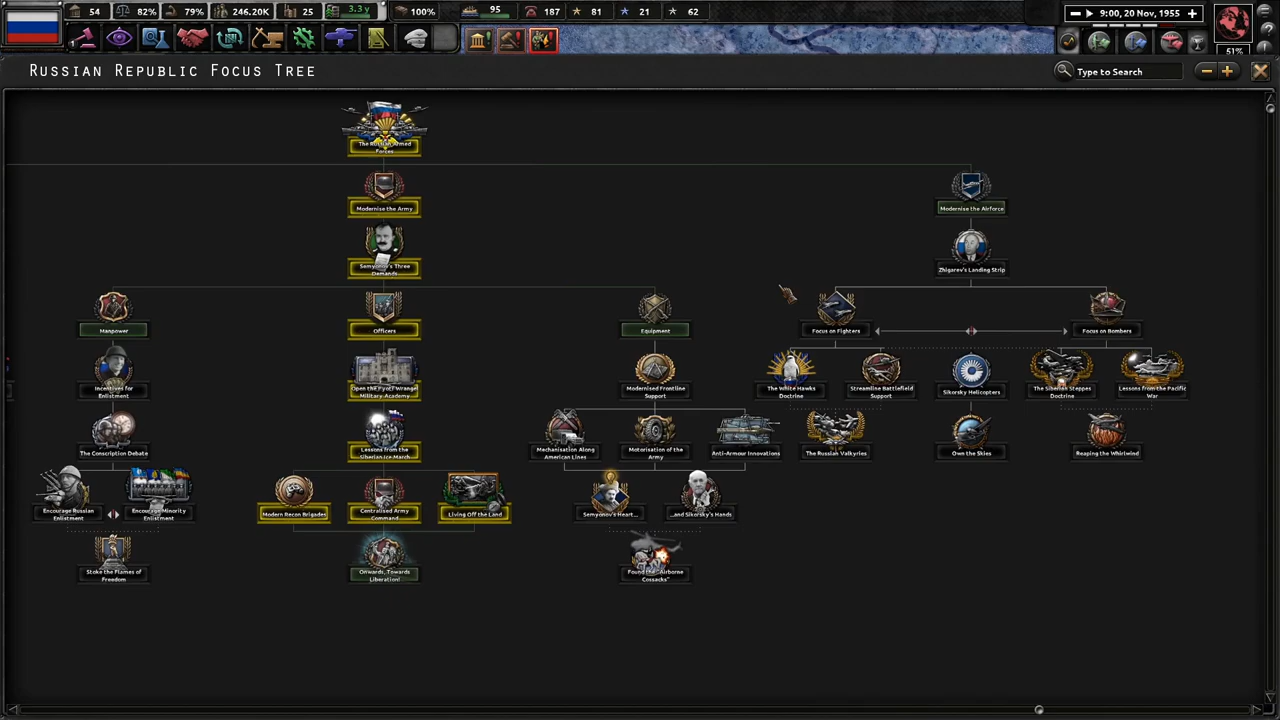 54 82% 79% 246.20K 25 3.3 y 100% 95 187 81 21 62 9:00, 20 Nov, 1955
51%
Russian Republic Focus Tree
Type to Search
The Russian Armed
Forces
Modernise the Army
Modernise the Airforce
Semyonov's Three
Demands
Zhigarev's Landing Strip
Manpower
Officers
Equipment
Focus on Fighters
Focus on Bombers
Incentives for
Enlistment
Open the Pyotr Wrangel
Military Academy
Modernised Frontline
Support
The White Hawks
Doctrine
Streamline Battlefield
Support
Sikorsky Helicopters
The Siberian Steppes
Doctrine
Lessons from the Pacific
War
The Conscription Debate
Lessons from the
Siberian Ice March
Mechanisation Along
American Lines
Motorisation of the
Army
Anti-Armour Innovations
The Russian Valkyries
Own the Skies
Reaping the Whirlwind
Encourage Russian
Enlistment
Encourage Minority
Enlistment
Modern Recon Brigades
Centralised Army
Command
Living Off the Land
Semyonov's Heart...
...and Sikorsky's Hands
Stoke the Flames of
Freedom
Onwards, Towards
Liberation!
Found the "Airborne
Cossacks"